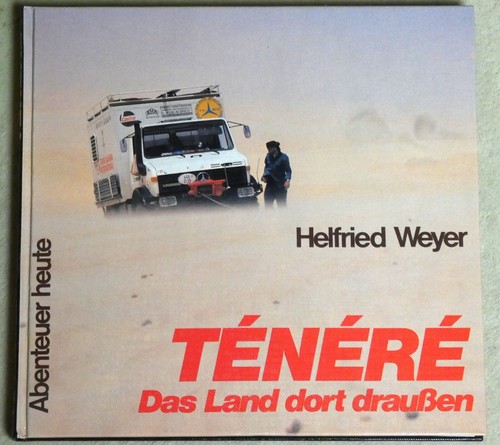 Helfried Weyer
TÉNÉRÉ
Das Land dort draußen
Abenteuer heute